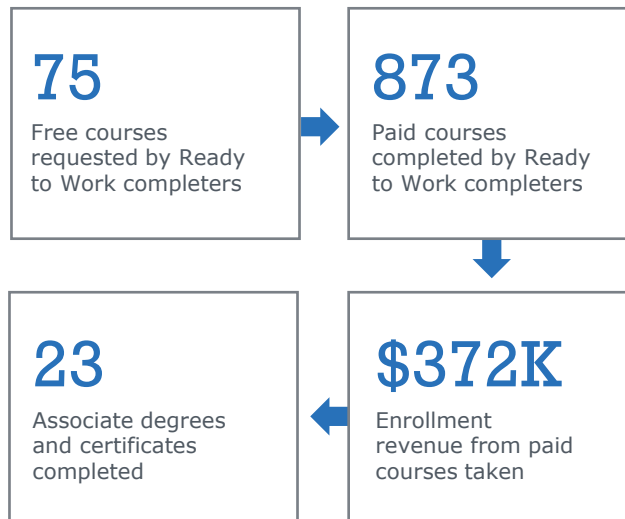 75
Free courses
requested by Ready
to Work completers
873
Paid courses
completed by Ready
to Work completers
$372K
Enrollment
revenue from paid
courses taken
23
Associate degrees
and certificates
completed